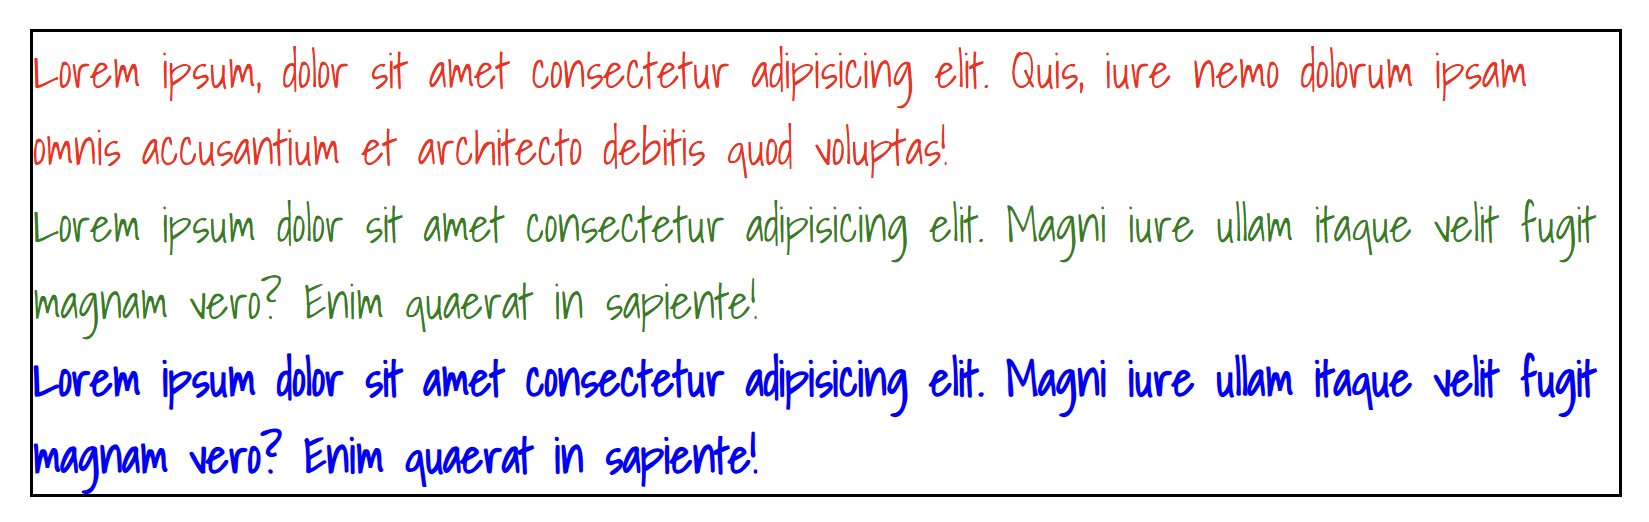 Lorem ipsum, dolor sit amet consectetur adipisicing elit. Quis, iure nemo dolorum ipsam
omnis accusantium et architecto debitis quod voluptas!
Lorem ipsum dolor sit amet consectetur adipisicing elit. Magni iure ullam itaque velit fugit
magnam vero? Enim quaerat in sapiente!
Lorem ipsum dolor sit amet consectetur adipisicing elit. Magni iure ullam itaque velit fugit
magnam vero? Enim quaerat in sapiente!